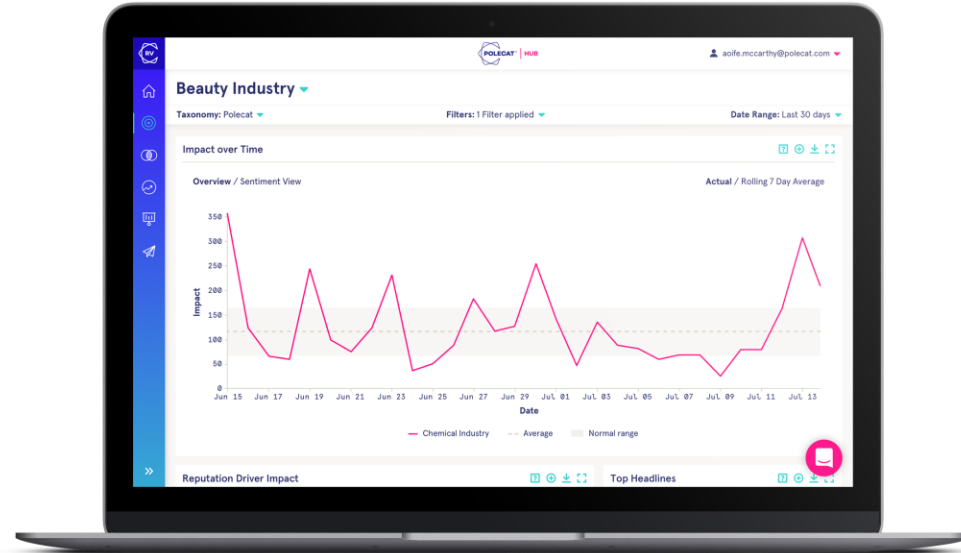 RV
POLECAT | HUB
aoife.mccarthy@polecat.com
Beauty Industry
Taxonomy: Polecat
Filters: 1 Filter applied
Date Range: Last 30 days
Impact over Time
Overview / Sentiment View
Actual / Rolling 7 Day Average
350
300
250
200
150
100
50
0
Impact
Jun 15 Jun 17 Jun 19 Jun 21 Jun 23 Jun 25 Jun 27 Jun 29 Jul 01 Jul 03 Jul 05 Jul 07 Jul 09 Jul 11 Jul 13
Date
Chemical Industry Average Normal range
Reputation Driver Impact
Top Headlines